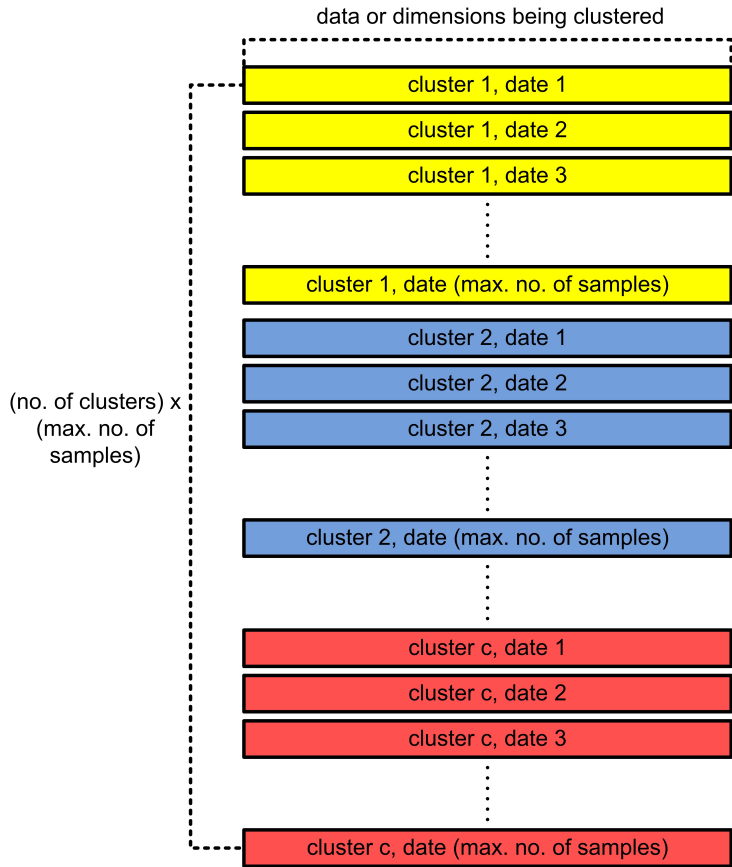 data or dimensions being clustered
cluster 1, date 1
cluster 1, date 2
cluster 1, date 3
cluster 1, date (max. no. of samples)
cluster 2, date 1
cluster 2, date 2
(no. of clusters) x
(max. no. of
samples)
cluster 2, date 3
cluster 2, date (max. no. of samples)
cluster c, date 1
cluster c, date 2
cluster c, date 3
cluster c, date (max. no. of samples)